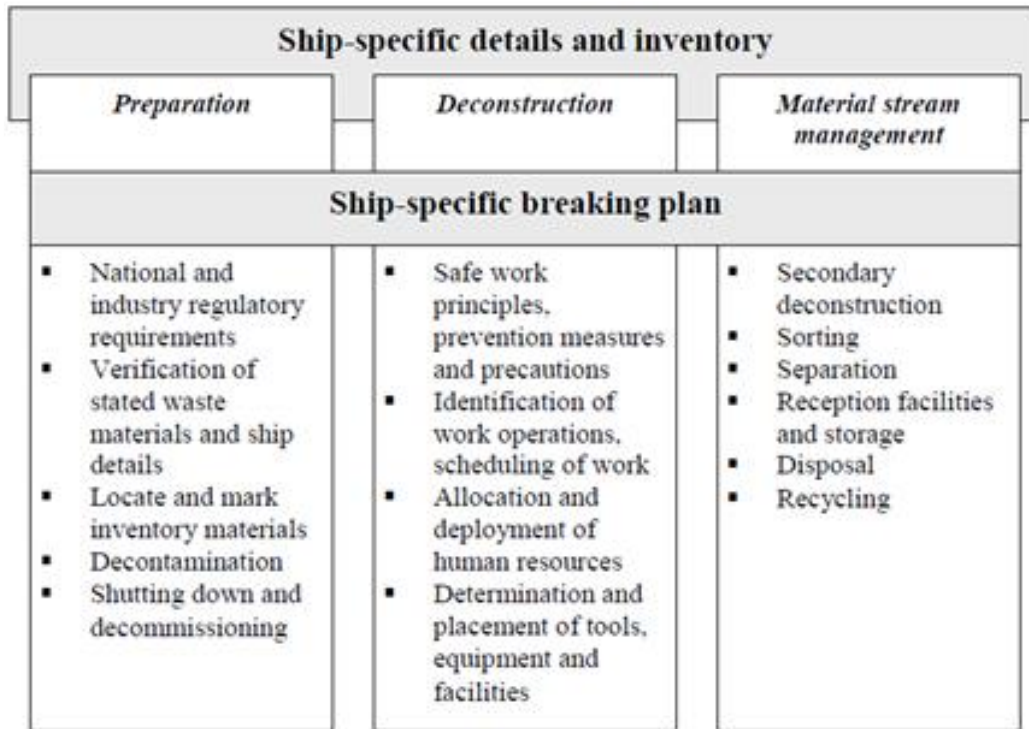 Ship-specific details and inventory
Preparation
Deconstruction
Material stream
management
Ship-specific breaking plan
▪ National and
industry regulatory
requirements
▪ Verification of
stated waste
materials and ship
details
▪ Locate and mark
inventory materials
▪ Decontamination
▪ Shutting down and
decommissioning
▪ Safe work
principles,
prevention measures
and precautions
▪ Identification of
work operations,
scheduling of work
▪ Allocation and
deployment of
human resources
▪ Determination and
placement of tools,
equipment and
facilities
▪ Secondary
deconstruction
▪ Sorting
▪ Separation
▪ Reception facilities
and storage
▪ Disposal
▪ Recycling